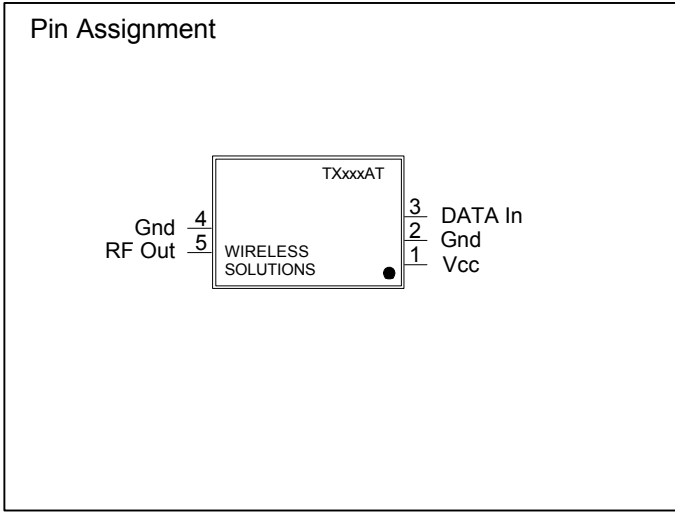 Pin Assignment
TXxxxAT
3 DATA In
Gnd 4
2 Gnd
RF Out 5
WIRELESS
1 Vcc
SOLUTIONS